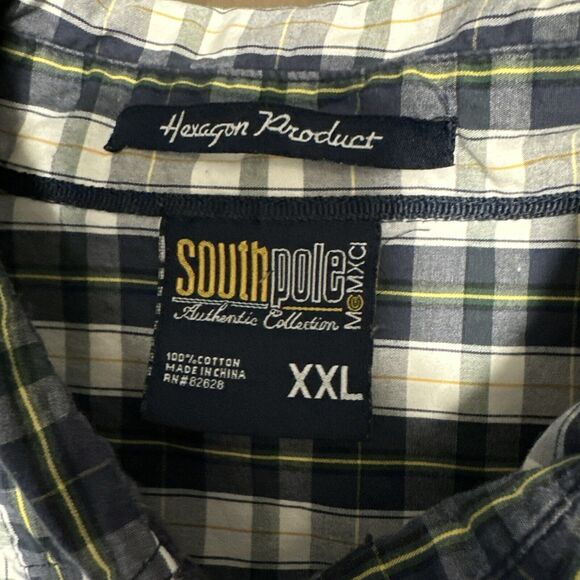 Hexagon Product
southpole
Authentic Collection
MCMXCI
100% COTTON
MADE IN CHINA
RN#82628
XXL